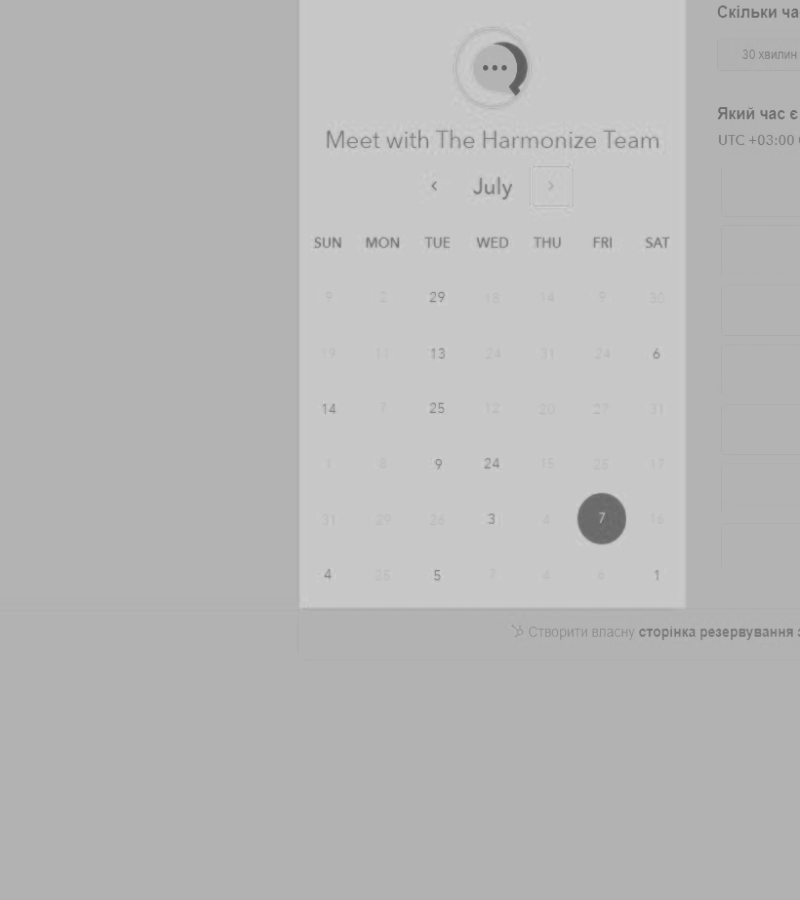 Скільки ча
30 хвилин
Який час є
UTC +03:00
Meet with The Harmonize Team
July
SUN MON TUE WED THU FRI SAT
9 2 29 15 14 9 30
19 11 13 24 31 24 6
14 7 25 12 20 27 31
1 8 9 24 15 25 17
31 29 26 3 4 7 16
4 25 5 7 4 6 1
Створити власну сторінка резервування з